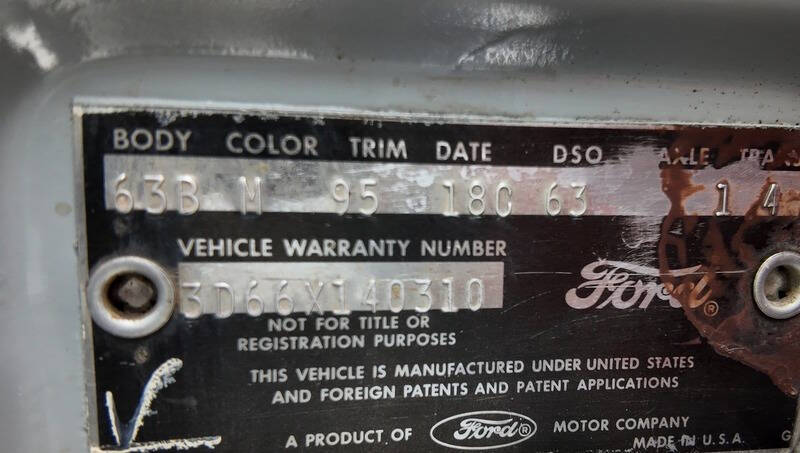 BODY COLOR TRIM DATE DSO AXLE TRA
63B M 95 18C 63 1 4
VEHICLE WARRANTY NUMBER
3D66X140310
Ford®
NOT FOR TITLE OR
REGISTRATION PURPOSES
THIS VEHICLE IS MANUFACTURED UNDER UNITED STATES
AND FOREIGN PATENTS AND PATENT APPLICATIONS
A PRODUCT OF Ford® MOTOR COMPANY
MADE IN U.S.A. G